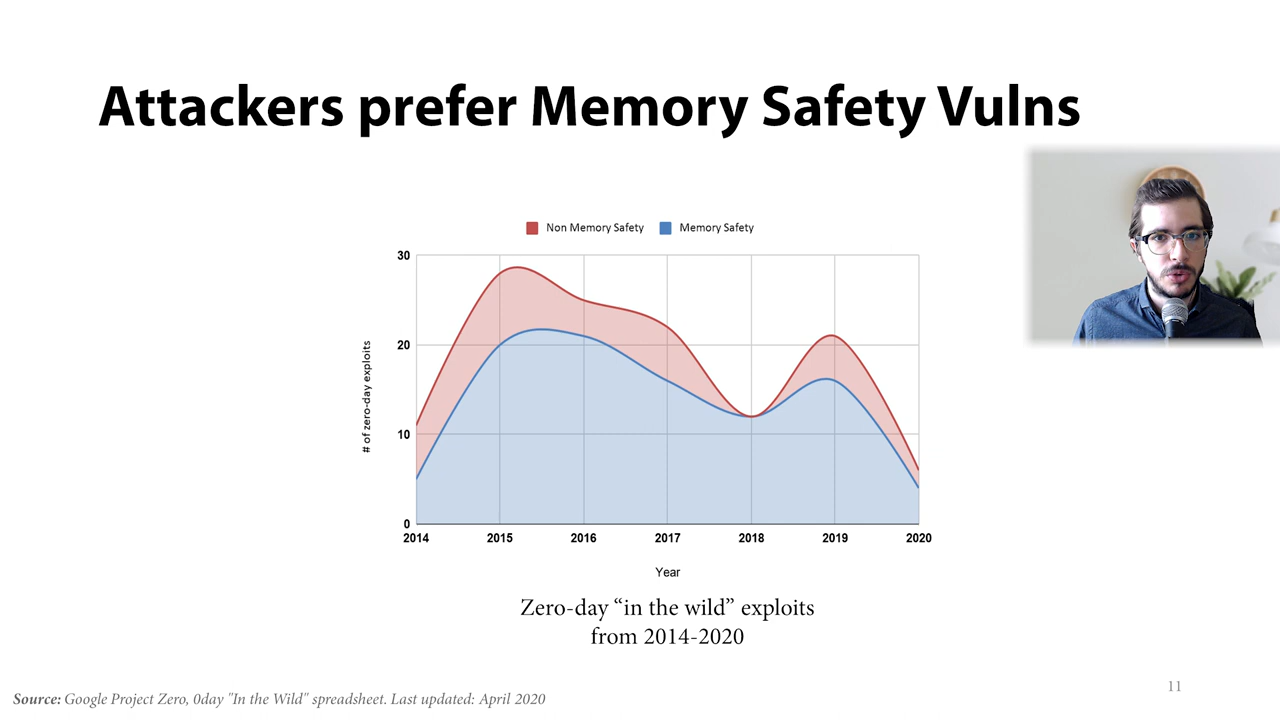 Attackers prefer Memory Safety Vulns
Non Memory Safety Memory Safety
30
20
10
0
# of zero-day exploits
2014 2015 2016 2017 2018 2019 2020
Year
Zero-day “in the wild” exploits
from 2014-2020
Source: Google Project Zero, 0day "In the Wild" spreadsheet. Last updated: April 2020
11